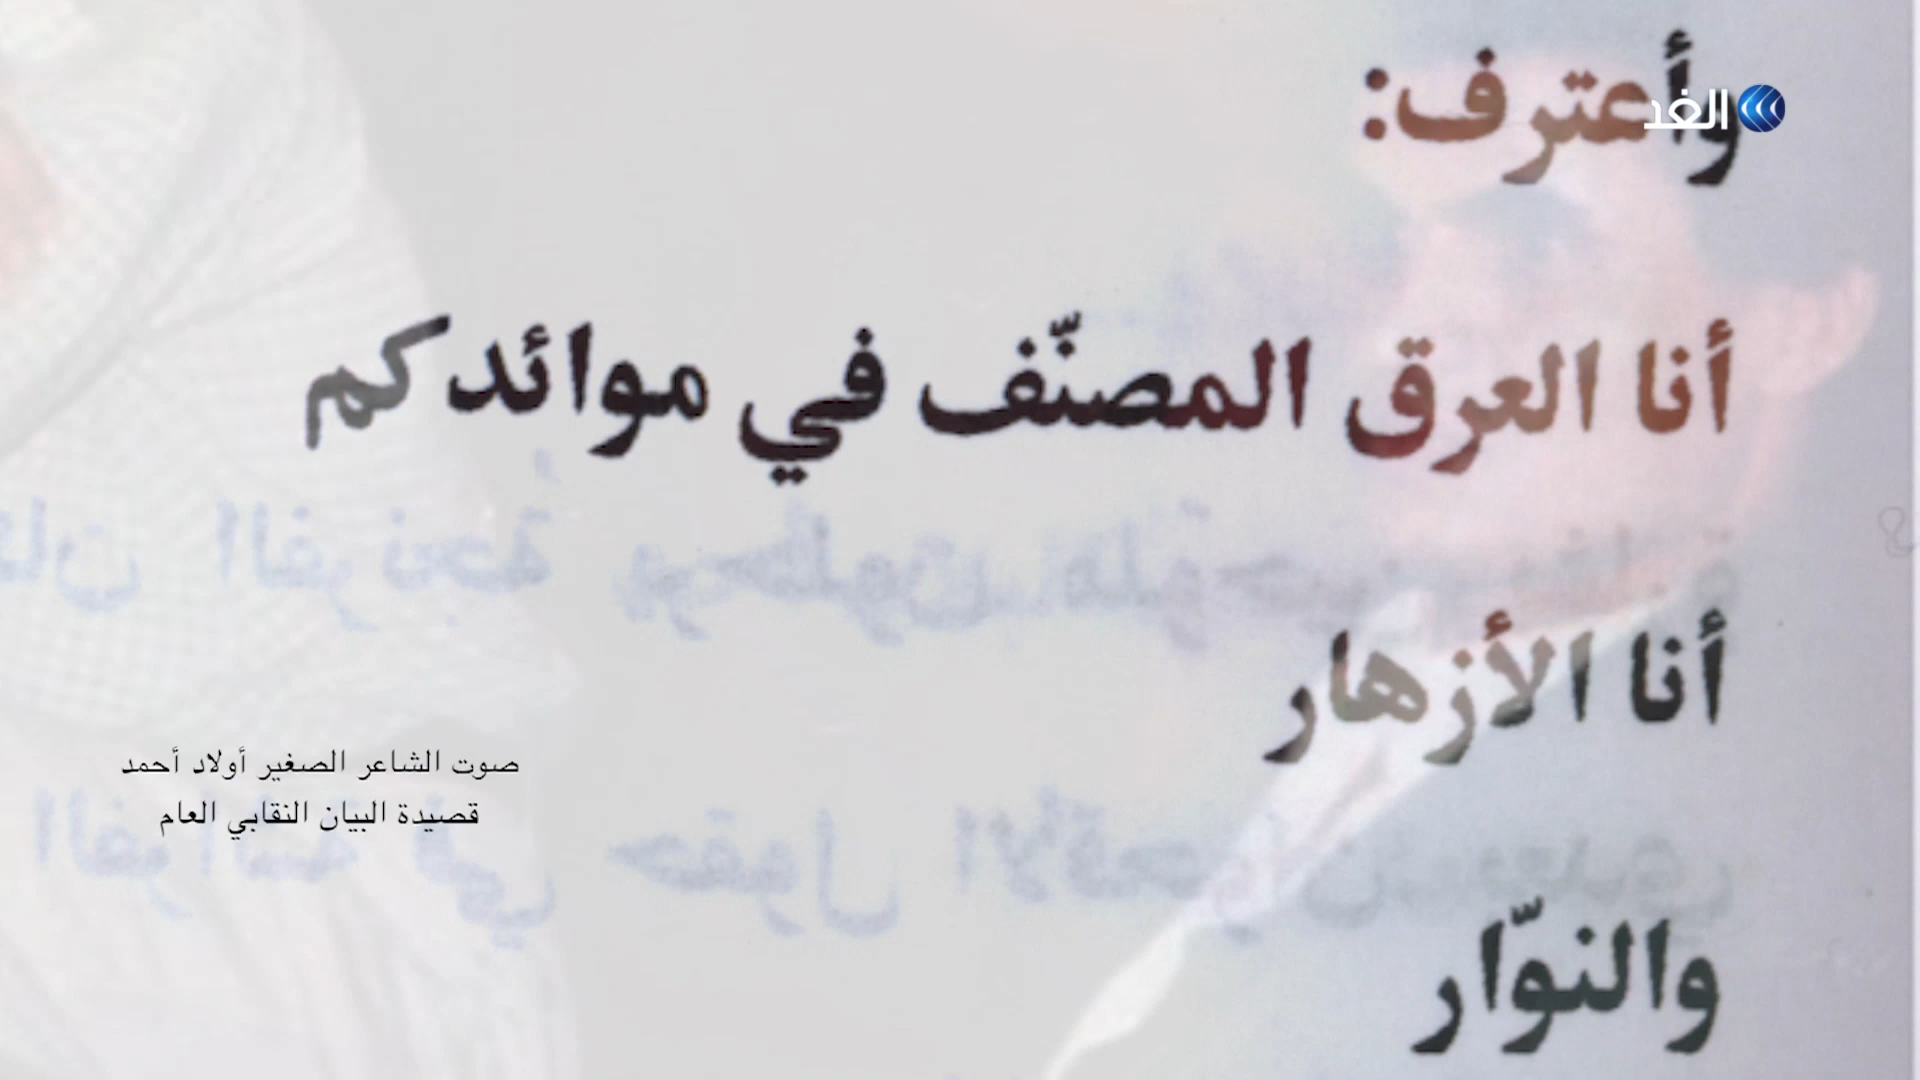 وأعترف:
الغد
أنا العرق المصنّف في موائدكم
أنا الأزهار
والنوّار
صوت الشاعر الصغير أولاد أحمد
قصيدة البيان النقابي العام